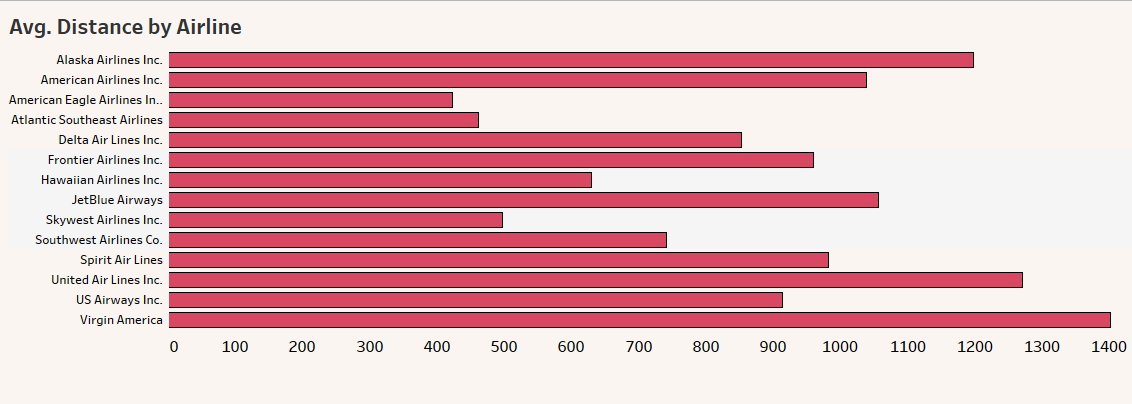 Avg. Distance by Airline
Alaska Airlines Inc.
American Airlines Inc.
American Eagle Airlines In..
Atlantic Southeast Airlines
Delta Air Lines Inc.
Frontier Airlines Inc.
Hawaiian Airlines Inc.
JetBlue Airways
Skywest Airlines Inc.
Southwest Airlines Co.
Spirit Air Lines
United Air Lines Inc.
US Airways Inc.
Virgin America
0 100 200 300 400 500 600 700 800 900 1000 1100 1200 1300 1400